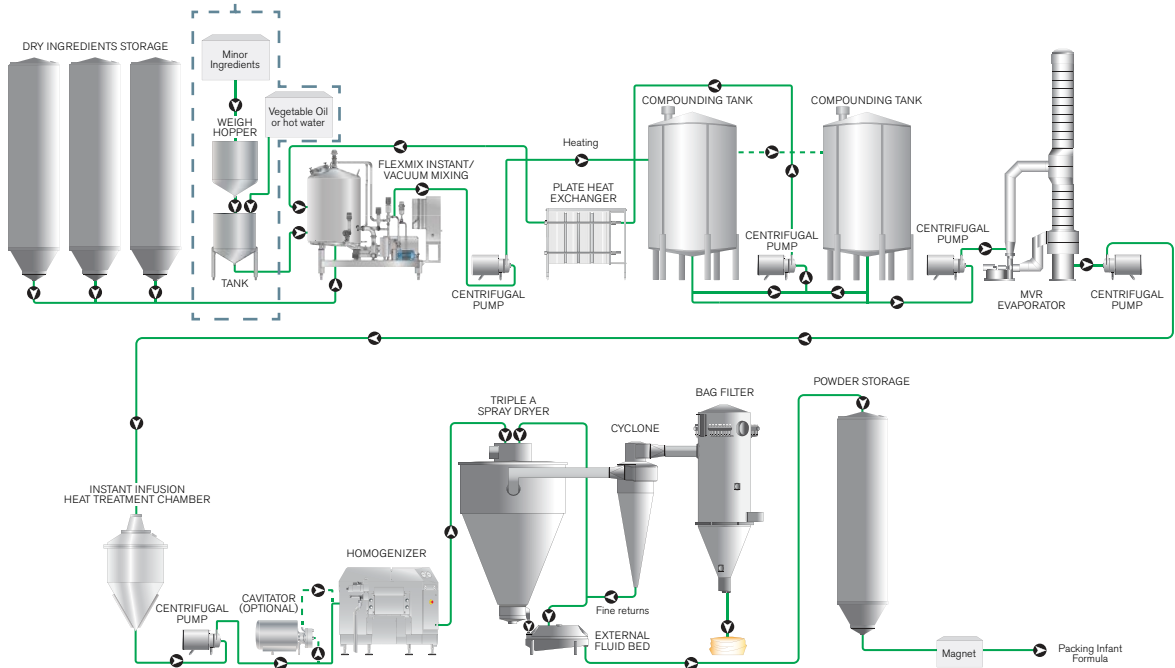 DRY INGREDIENTS STORAGE
Minor
Ingredients
WEIGH
HOPPER
Vegetable Oil
or hot water
TANK
FLEXMIX INSTANT/
VACUUM MIXING
CENTRIFUGAL
PUMP
Heating
PLATE HEAT
EXCHANGER
COMPOUNDING TANK
CENTRIFUGAL
PUMP
COMPOUNDING TANK
CENTRIFUGAL
PUMP
MVR
EVAPORATOR
CENTRIFUGAL
PUMP
INSTANT INFUSION
HEAT TREATMENT CHAMBER
CENTRIFUGAL
PUMP
CAVITATOR
(OPTIONAL)
HOMOGENIZER
TRIPLE A
SPRAY DRYER
CYCLONE
Fine returns
EXTERNAL
FLUID BED
BAG FILTER
POWDER STORAGE
Magnet
Packing Infant
Formula